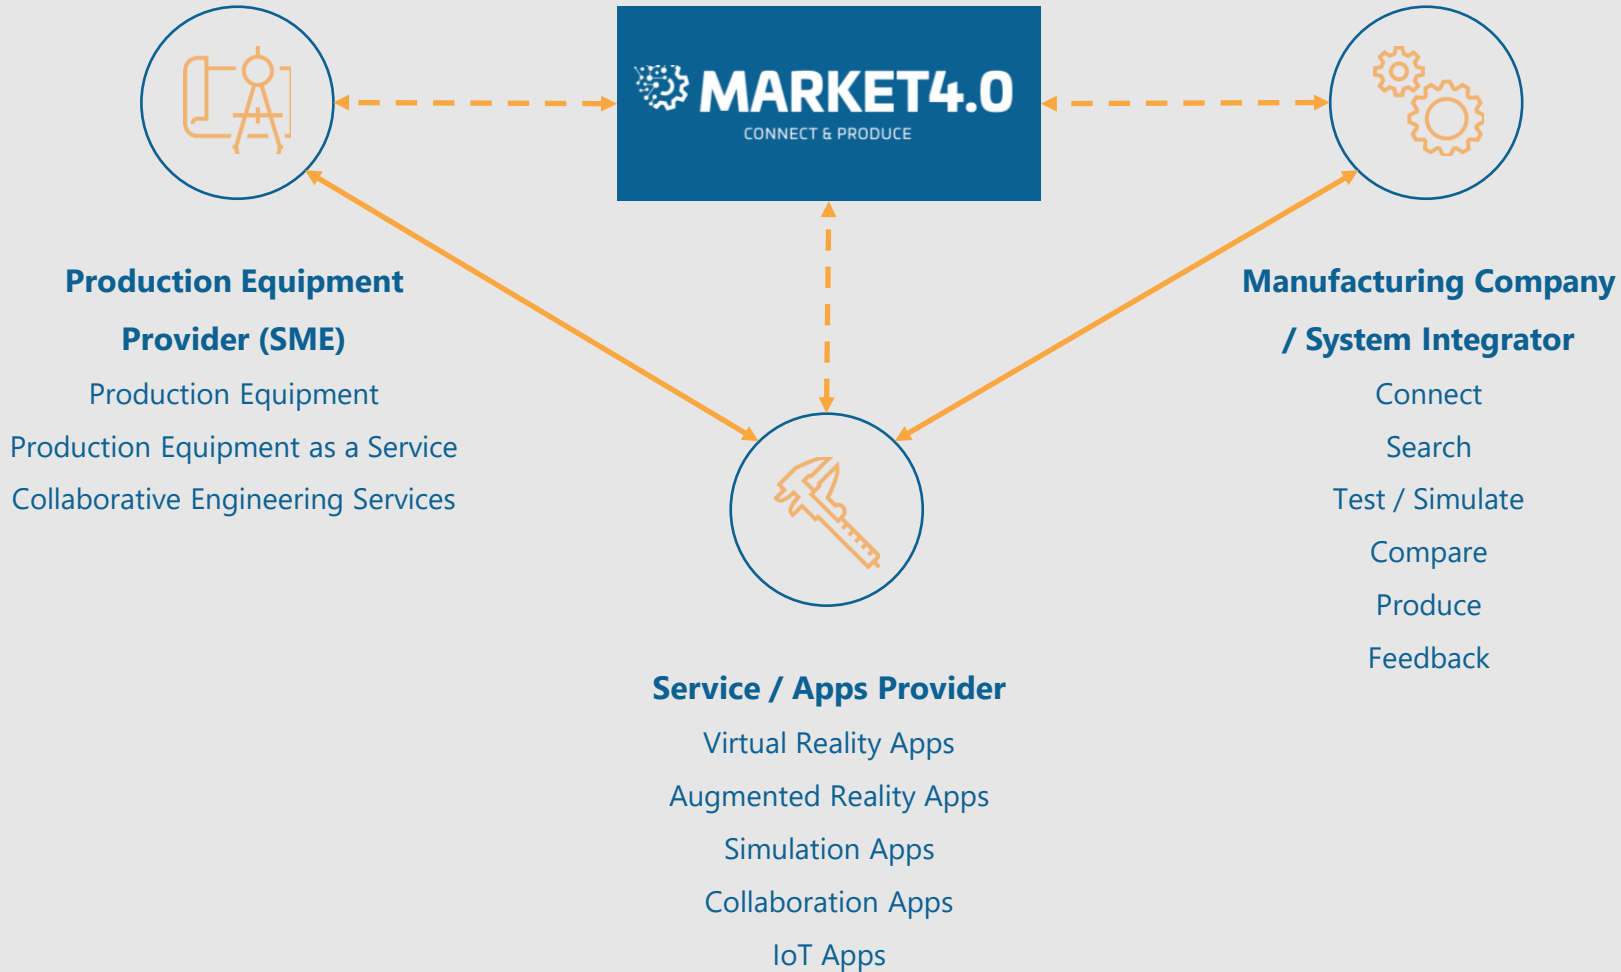 MARKET4.0
CONNECT & PRODUCE
Production Equipment
Provider (SME)
Production Equipment
Production Equipment as a Service
Collaborative Engineering Services
Manufacturing Company
/ System Integrator
Connect
Search
Test / Simulate
Compare
Produce
Feedback
Service / Apps Provider
Virtual Reality Apps
Augmented Reality Apps
Simulation Apps
Collaboration Apps
IoT Apps